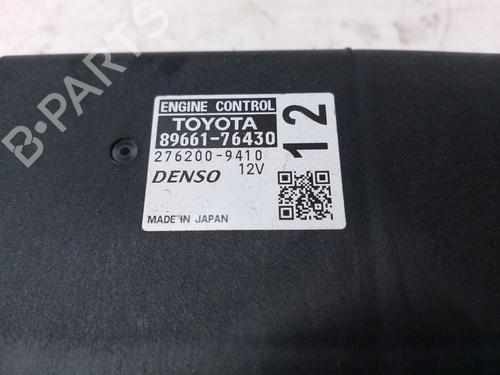 B-PARTS
ENGINE CONTROL
TOYOTA
89661-76430
276200-9410
12V
DENSO
MADE IN JAPAN
12